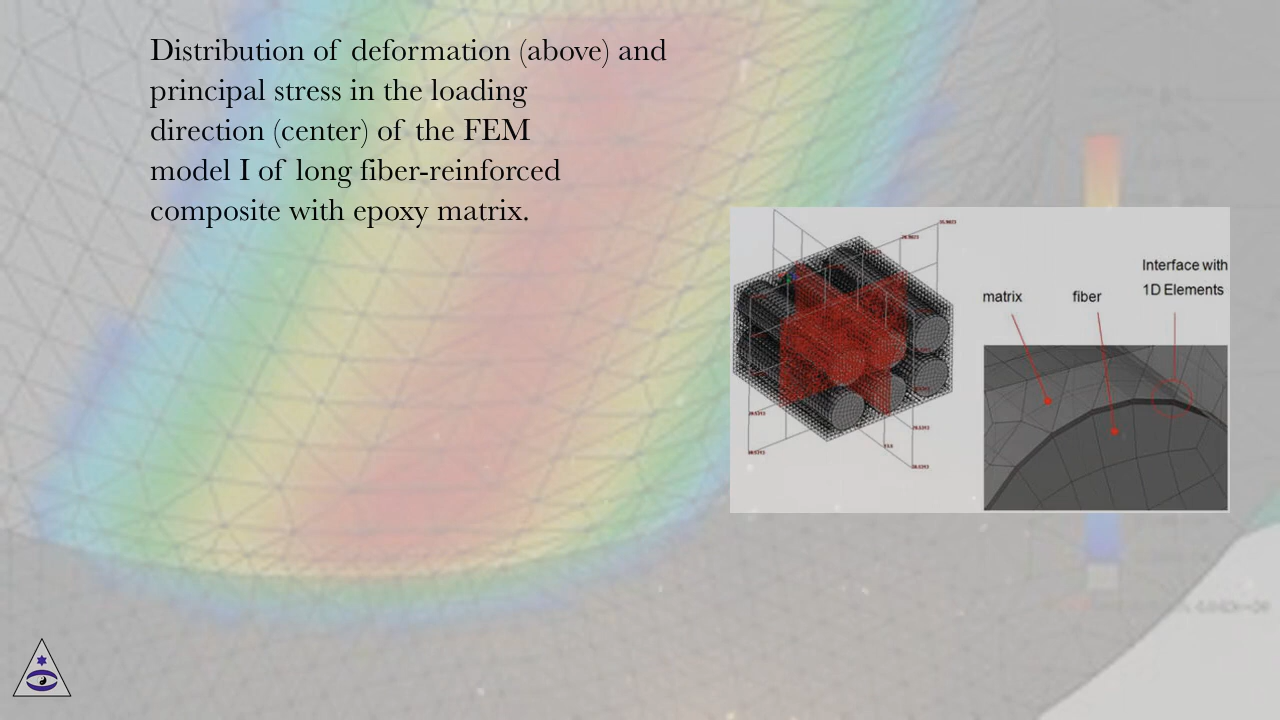 Distribution of deformation (above) and
principal stress in the loading
direction (center) of the FEM
model I of long fiber-reinforced
composite with epoxy matrix.
Interface with
1D Elements
matrix
fiber